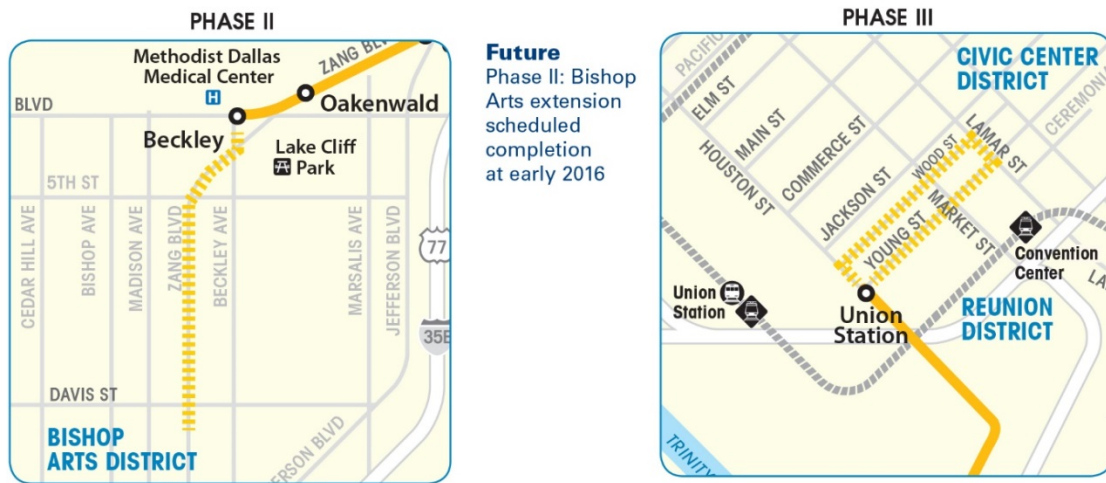 PHASE II
Methodist Dallas
Medical Center
H
ZANG BLVD
BLVD
Oakenwald
Beckley
Lake Cliff
Park
5TH ST
CEDAR HILL AVE
BISHOP AVE
MADISON AVE
ZANG BLVD
BECKLEY AVE
MARSALIS AVE
JEFFERSON BLVD
77
35E
DAVIS ST
BISHOP
ARTS DISTRICT
ERSON BLVD
Future
Phase II: Bishop
Arts extension
scheduled
completion
at early 2016
PHASE III
PACIFIC
CIVIC CENTER
DISTRICT
ELM ST
MAIN ST
LAMAR ST
CEREMONIA
COMMERCE ST
HOUSTON ST
WOOD ST
JACKSON ST
MARKET ST
YOUNG ST
Convention
Center
LA
Union
Station
Union
Station
REUNION
DISTRICT
TRINITY